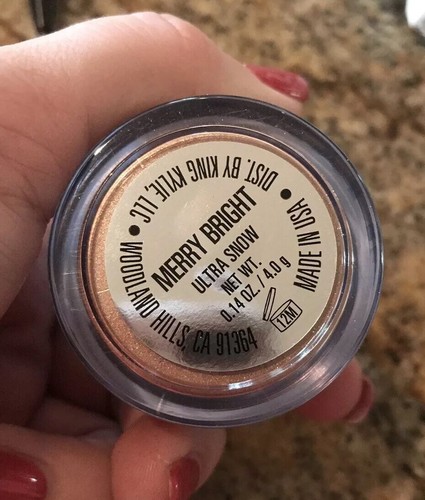 DIST. BY KING KYLIE, LLC
MERRY BRIGHT
ULTRA SNOW
NET WT.
0.14 OZ. / 4.0 g
12M
WOODLAND HILLS, CA 91364
MADE IN USA